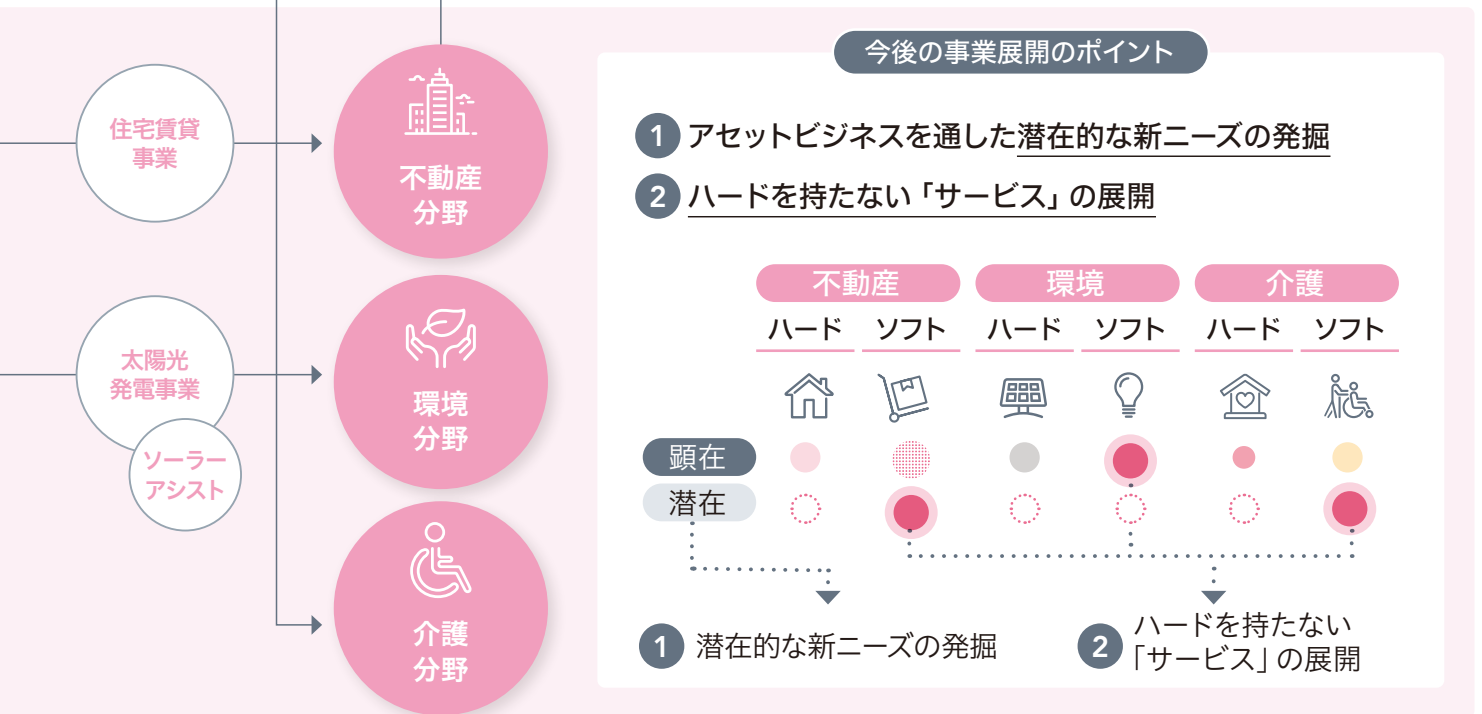 住宅賃貸
事業
不動産
分野
太陽光
発電事業
ソーラー
アシスト
環境
分野
介護
分野
今後の事業展開のポイント
1 アセットビジネスを通した潜在的な新ニーズの発掘
2 ハードを持たない「サービス」の展開
不動産 環境 介護
ハード ソフト ハード ソフト ハード ソフト
顕在
潜在
1 潜在的な新ニーズの発掘
2 ハードを持たない
「サービス」の展開